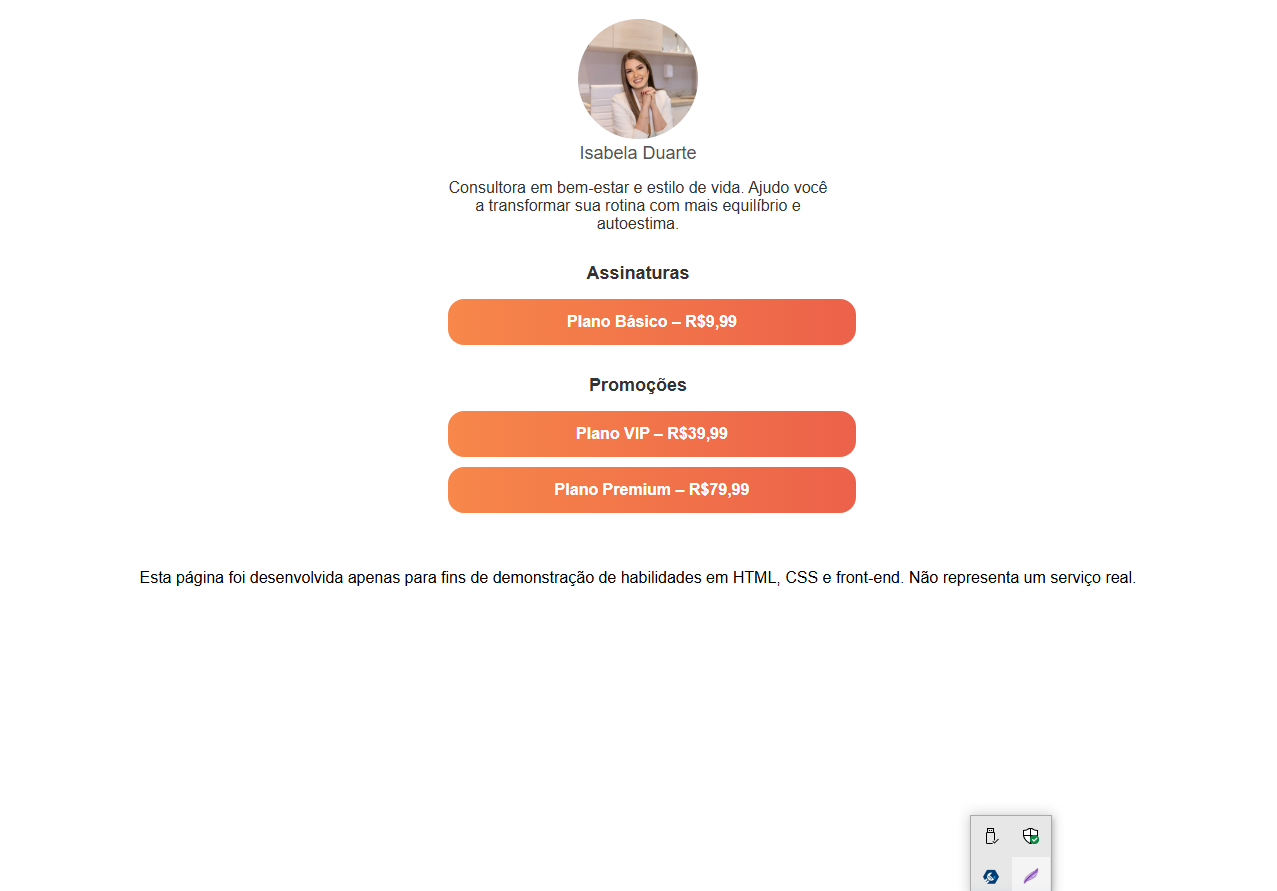 Isabela Duarte
Consultora em bem-estar e estilo de vida. Ajudo você
a transformar sua rotina com mais equilíbrio e
autoestima.
Assinaturas
Plano Básico – R$9,99
Promoções
Plano VIP – R$39,99
Plano Premium – R$79,99
Esta página foi desenvolvida apenas para fins de demonstração de habilidades em HTML, CSS e front-end. Não representa um serviço real.